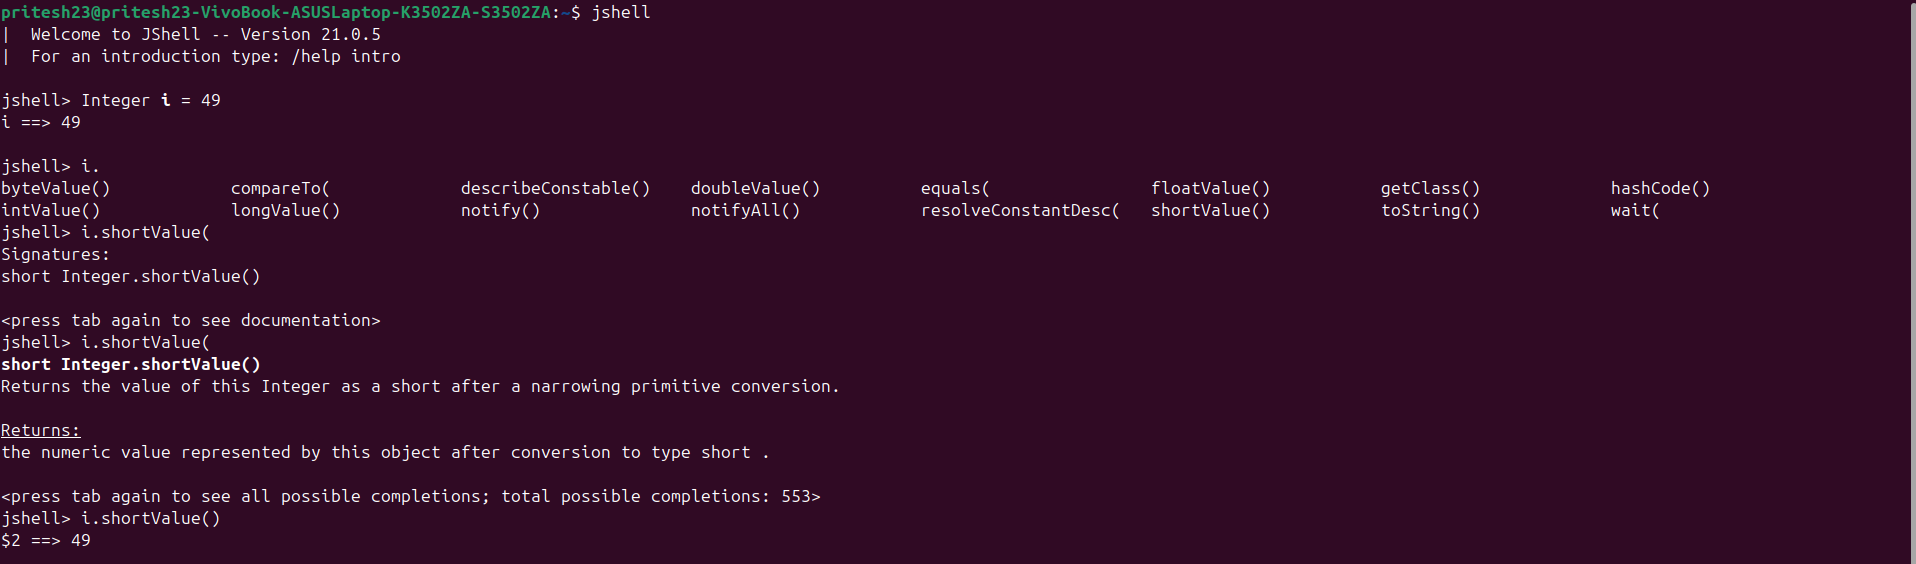 pritesh23@pritesh23-VivoBook-ASUSLaptop-K3502ZA-S3502ZA:~$ jshell
|  Welcome to JShell -- Version 21.0.5
|  For an introduction type: /help intro
jshell> Integer i = 49
i ==> 49
jshell> i.
byteValue()            compareTo(             describeConstable()    doubleValue()          equals(                floatValue()           getClass()             hashCode()
intValue()             longValue()            notify()               notifyAll()            resolveConstantDesc(   shortValue()           toString()             wait(
jshell> i.shortValue(
Signatures:
short Integer.shortValue()
<press tab again to see documentation>
jshell> i.shortValue(
short Integer.shortValue()
Returns the value of this Integer as a short after a narrowing primitive conversion.
Returns:
the numeric value represented by this object after conversion to type short .
<press tab again to see all possible completions; total possible completions: 553>
jshell> i.shortValue()
$2 ==> 49